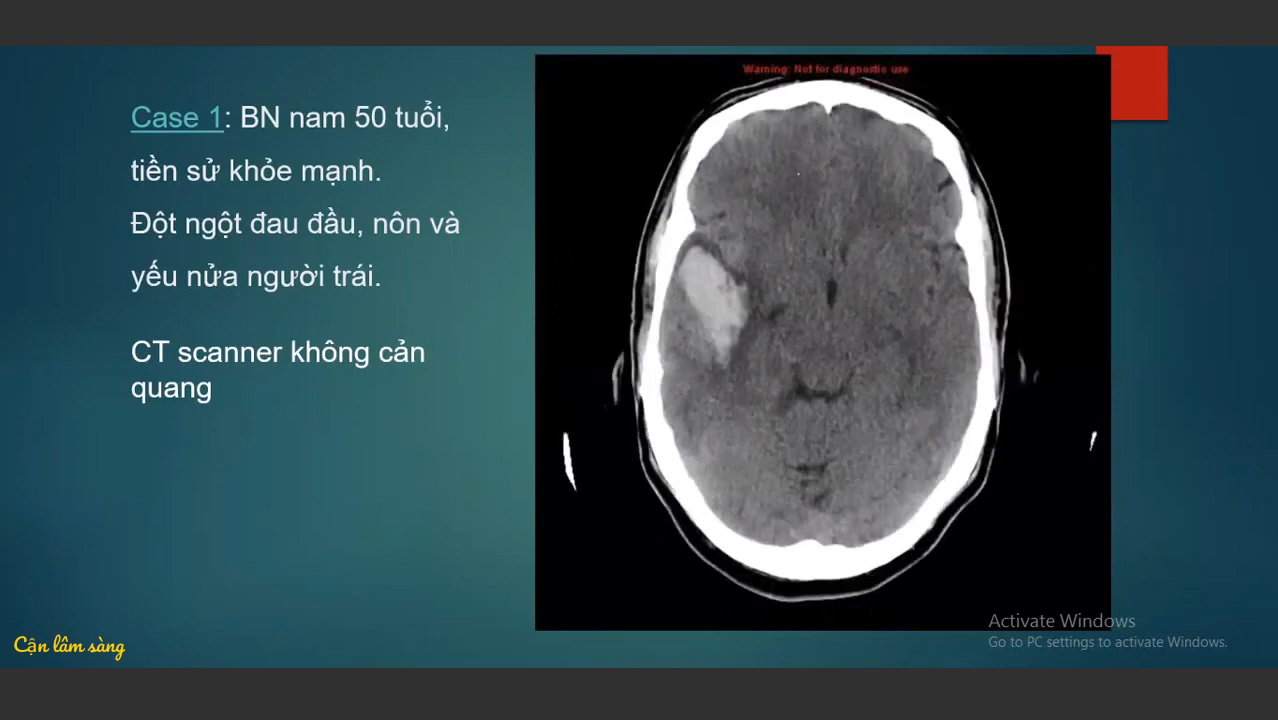 Warning: Not for diagnostic use
Case 1: BN nam 50 tuổi,
tiền sử khỏe mạnh.
Đột ngột đau đầu, nôn và
yếu nửa người trái.
CT scanner không cản
quang
Activate Windows
Go to PC settings to activate Windows.
Cận lâm sàng